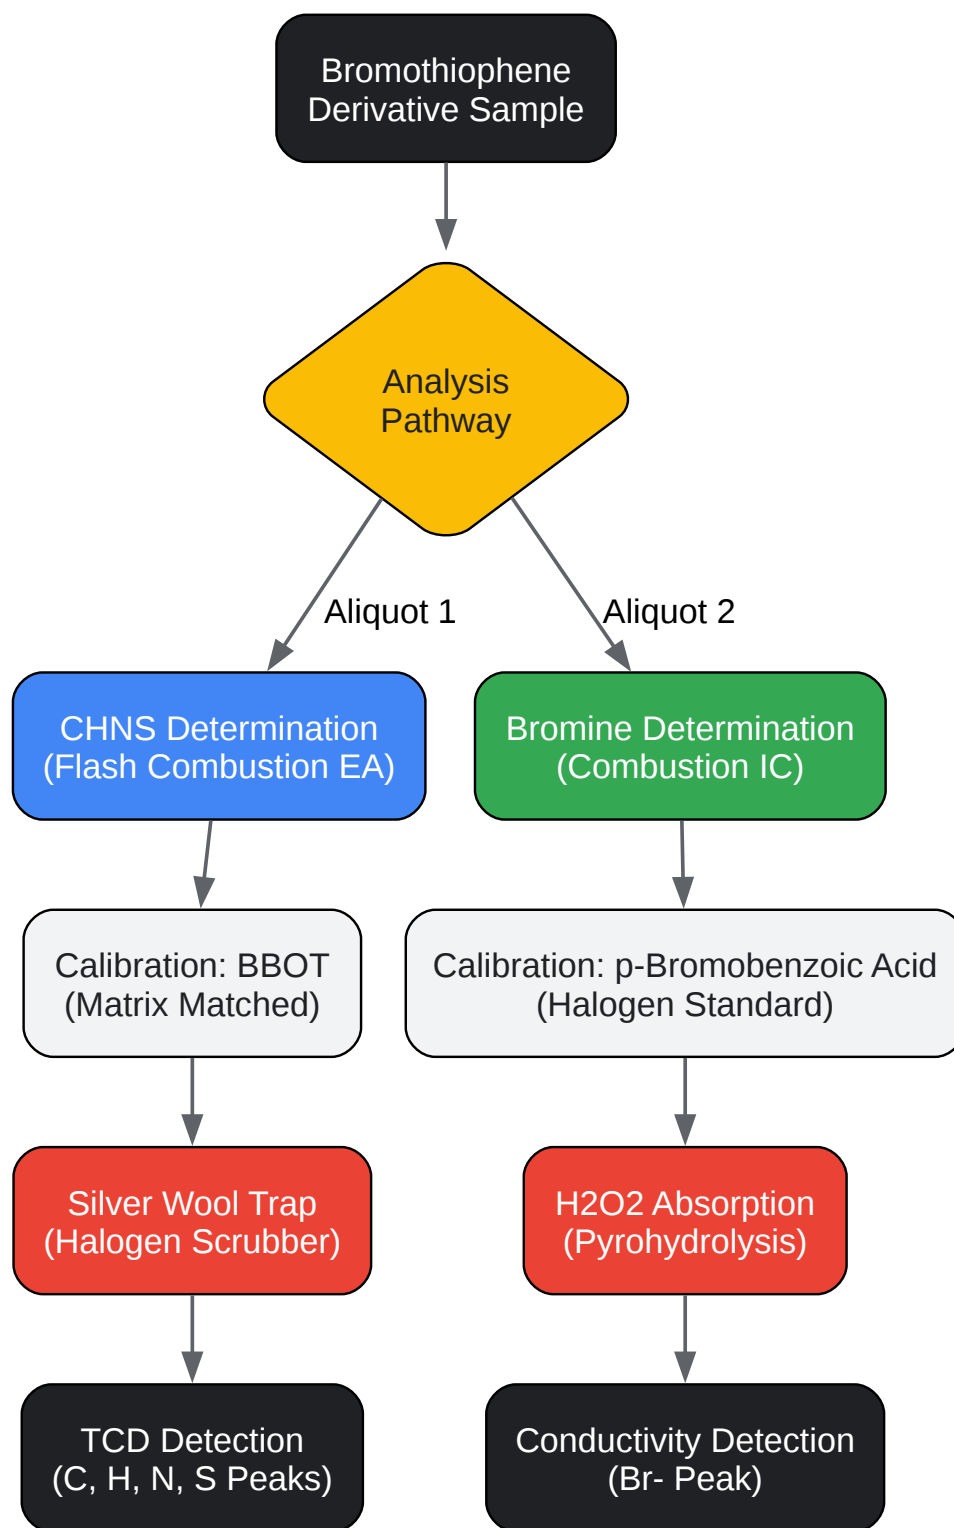 Bromothiophene
Derivative Sample
Analysis
Pathway
Aliquot 1
Aliquot 2
CHNS Determination
(Flash Combustion EA)
Bromine Determination
(Combustion IC)
Calibration: BBOT
(Matrix Matched)
Calibration: p-Bromobenzoic Acid
(Halogen Standard)
Silver Wool Trap
(Halogen Scrubber)
H2O2 Absorption
(Pyrohydrolysis)
TCD Detection
(C, H, N, S Peaks)
Conductivity Detection
(Br- Peak)